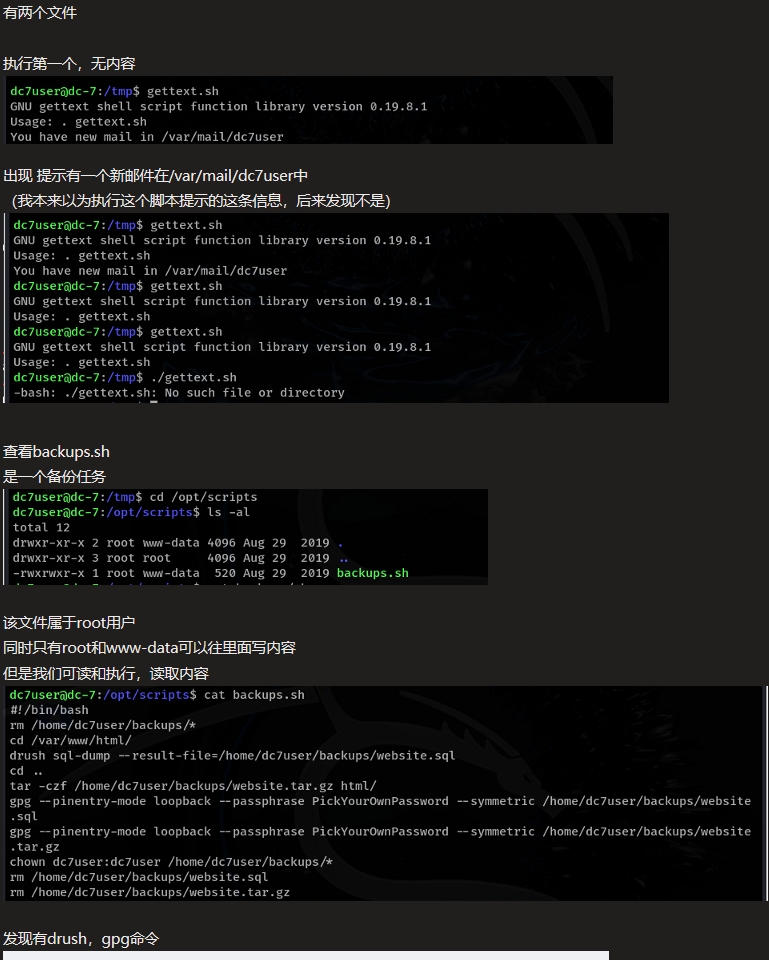 有两个文件
执行第一个，无内容
dc7user@dc-7:/tmp$ gettext.sh
GNU gettext shell script function library version 0.19.8.1
Usage: . gettext.sh
You have new mail in /var/mail/dc7user
出现 提示有一个新邮件在/var/mail/dc7user中
（我本来以为执行这个脚本提示的这条信息，后来发现不是）
dc7user@dc-7:/tmp$ gettext.sh
GNU gettext shell script function library version 0.19.8.1
Usage: . gettext.sh
You have new mail in /var/mail/dc7user
dc7user@dc-7:/tmp$ gettext.sh
GNU gettext shell script function library version 0.19.8.1
Usage: . gettext.sh
dc7user@dc-7:/tmp$ gettext.sh
GNU gettext shell script function library version 0.19.8.1
Usage: . gettext.sh
dc7user@dc-7:/tmp$ ./gettext.sh
-bash: ./gettext.sh: No such file or directory
查看backups.sh
是一个备份任务
dc7user@dc-7:/tmp$ cd /opt/scripts
dc7user@dc-7:/opt/scripts$ ls -al
total 12
drwxr-xr-x 2 root www-data 4096 Aug 29  2019 .
drwxr-xr-x 3 root root     4096 Aug 29  2019 ..
-rwxrwxr-x 1 root www-data  520 Aug 29  2019 backups.sh
该文件属于root用户
同时只有root和www-data可以往里面写内容
但是我们可读和执行，读取内容
dc7user@dc-7:/opt/scripts$ cat backups.sh
#!/bin/bash
rm /home/dc7user/backups/*
cd /var/www/html/
drush sql-dump --result-file=/home/dc7user/backups/website.sql
cd ..
tar -czf /home/dc7user/backups/website.tar.gz html/
gpg --pinentry-mode loopback --passphrase PickYourOwnPassword --symmetric /home/dc7user/backups/website
.sql
gpg --pinentry-mode loopback --passphrase PickYourOwnPassword --symmetric /home/dc7user/backups/website
.tar.gz
chown dc7user:dc7user /home/dc7user/backups/*
rm /home/dc7user/backups/website.sql
rm /home/dc7user/backups/website.tar.gz
发现有drush，gpg命令